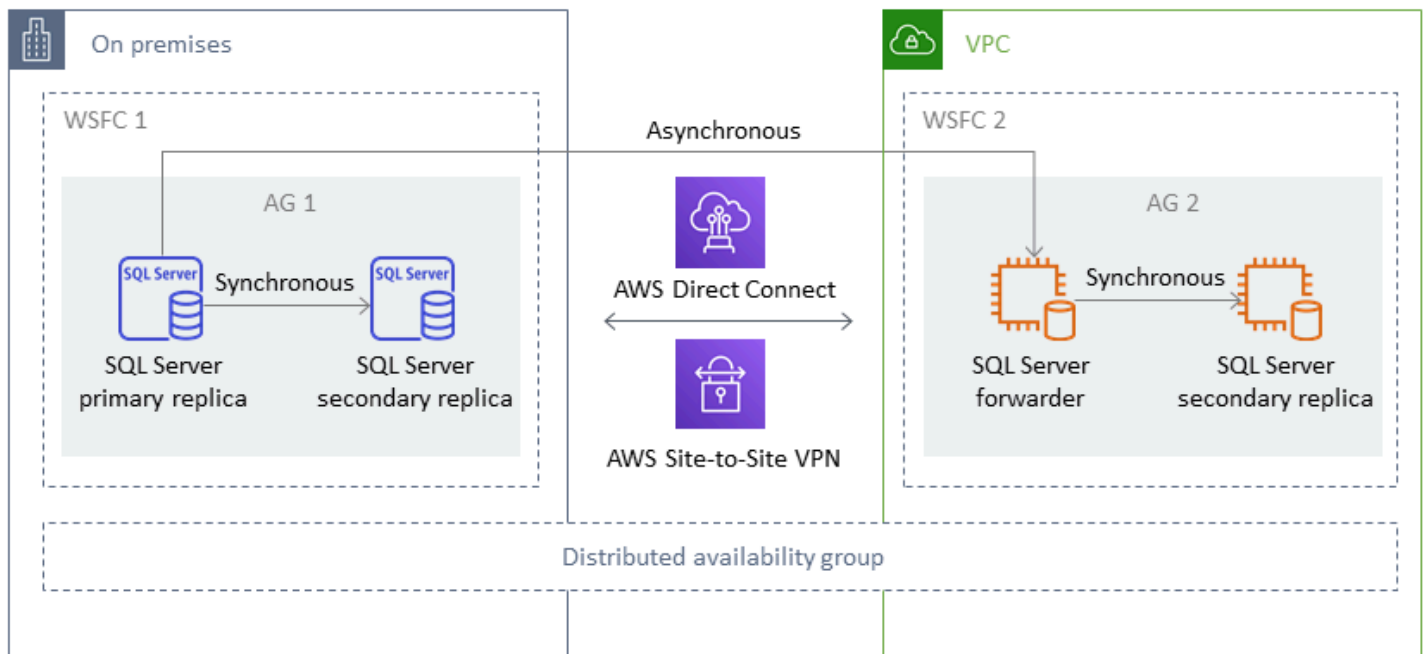 On premises
VPC
WSFC 1
WSFC 2
Asynchronous
AG 1
AG 2
SQL Server
SQL Server
Synchronous
Synchronous
AWS Direct Connect
SQL Server
primary replica
SQL Server
secondary replica
SQL Server
forwarder
SQL Server
secondary replica
AWS Site-to-Site VPN
Distributed availability group